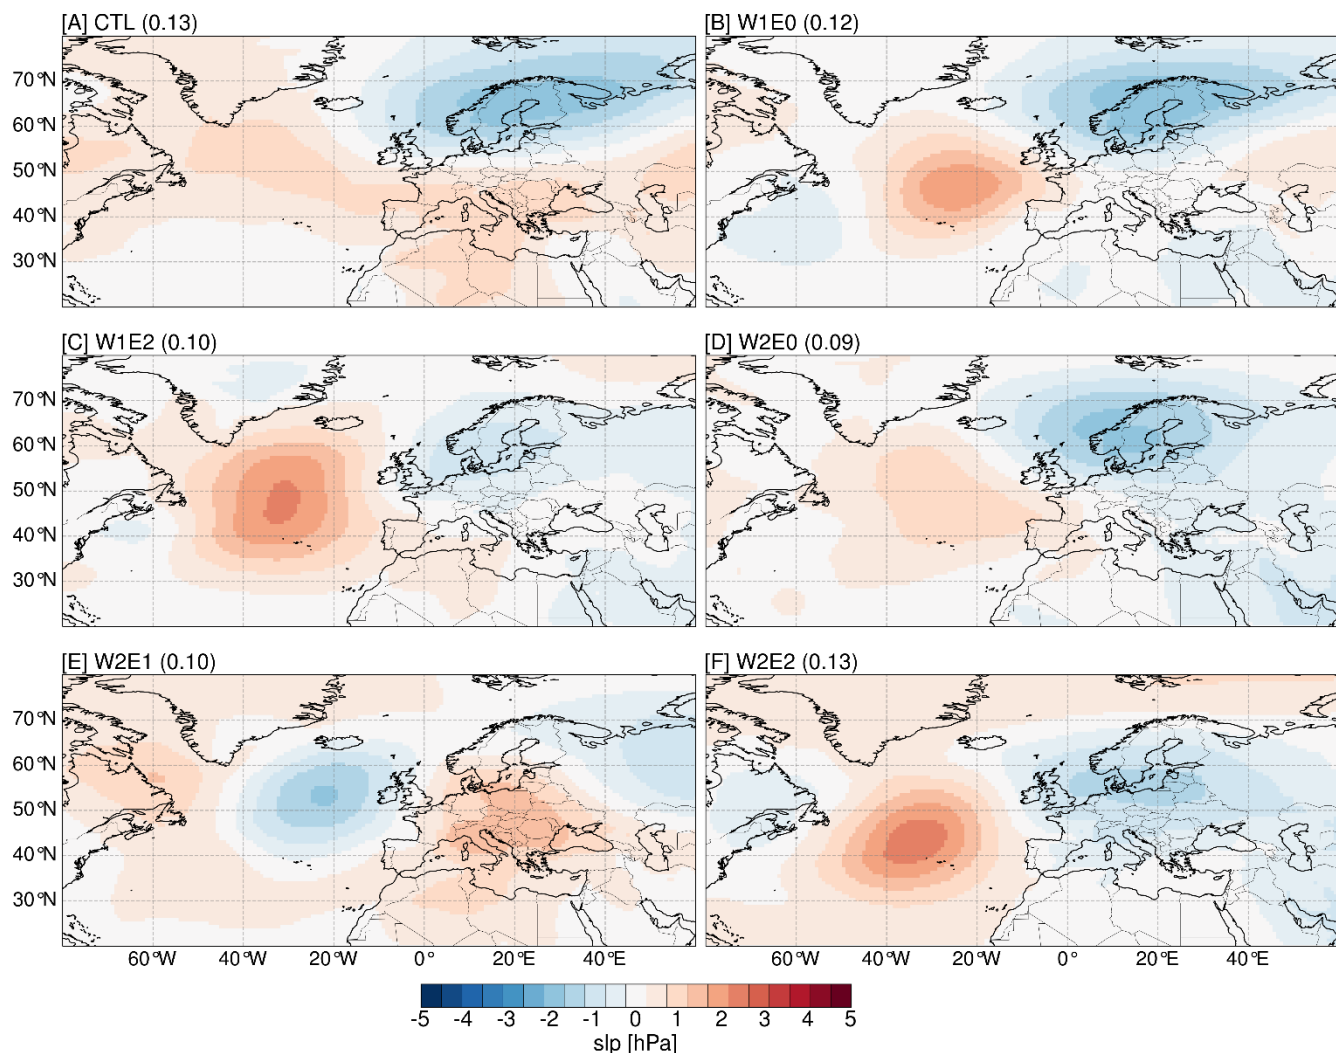 [A] CTL (0.13)
[B] W1E0 (0.12)
70°N
60°N
50°N
40°N
30°N
[C] W1E2 (0.10)
[D] W2E0 (0.09)
70°N
60°N
50°N
40°N
30°N
[E] W2E1 (0.10)
[F] W2E2 (0.13)
70°N
60°N
50°N
40°N
30°N
60°W 40°W 20°W 0° 20°E 40°E
60°W 40°W 20°W 0° 20°E 40°E
-5 -4 -3 -2 -1 0 1 2 3 4 5
slp [hPa]